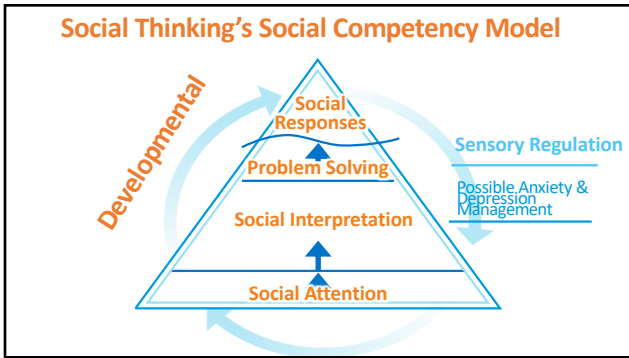 Social Thinking's Social Competency Model
Developmental
Social
Responses
Problem Solving
Social Interpretation
Social Attention
Sensory Regulation
Possible Anxiety &
Depression
Management